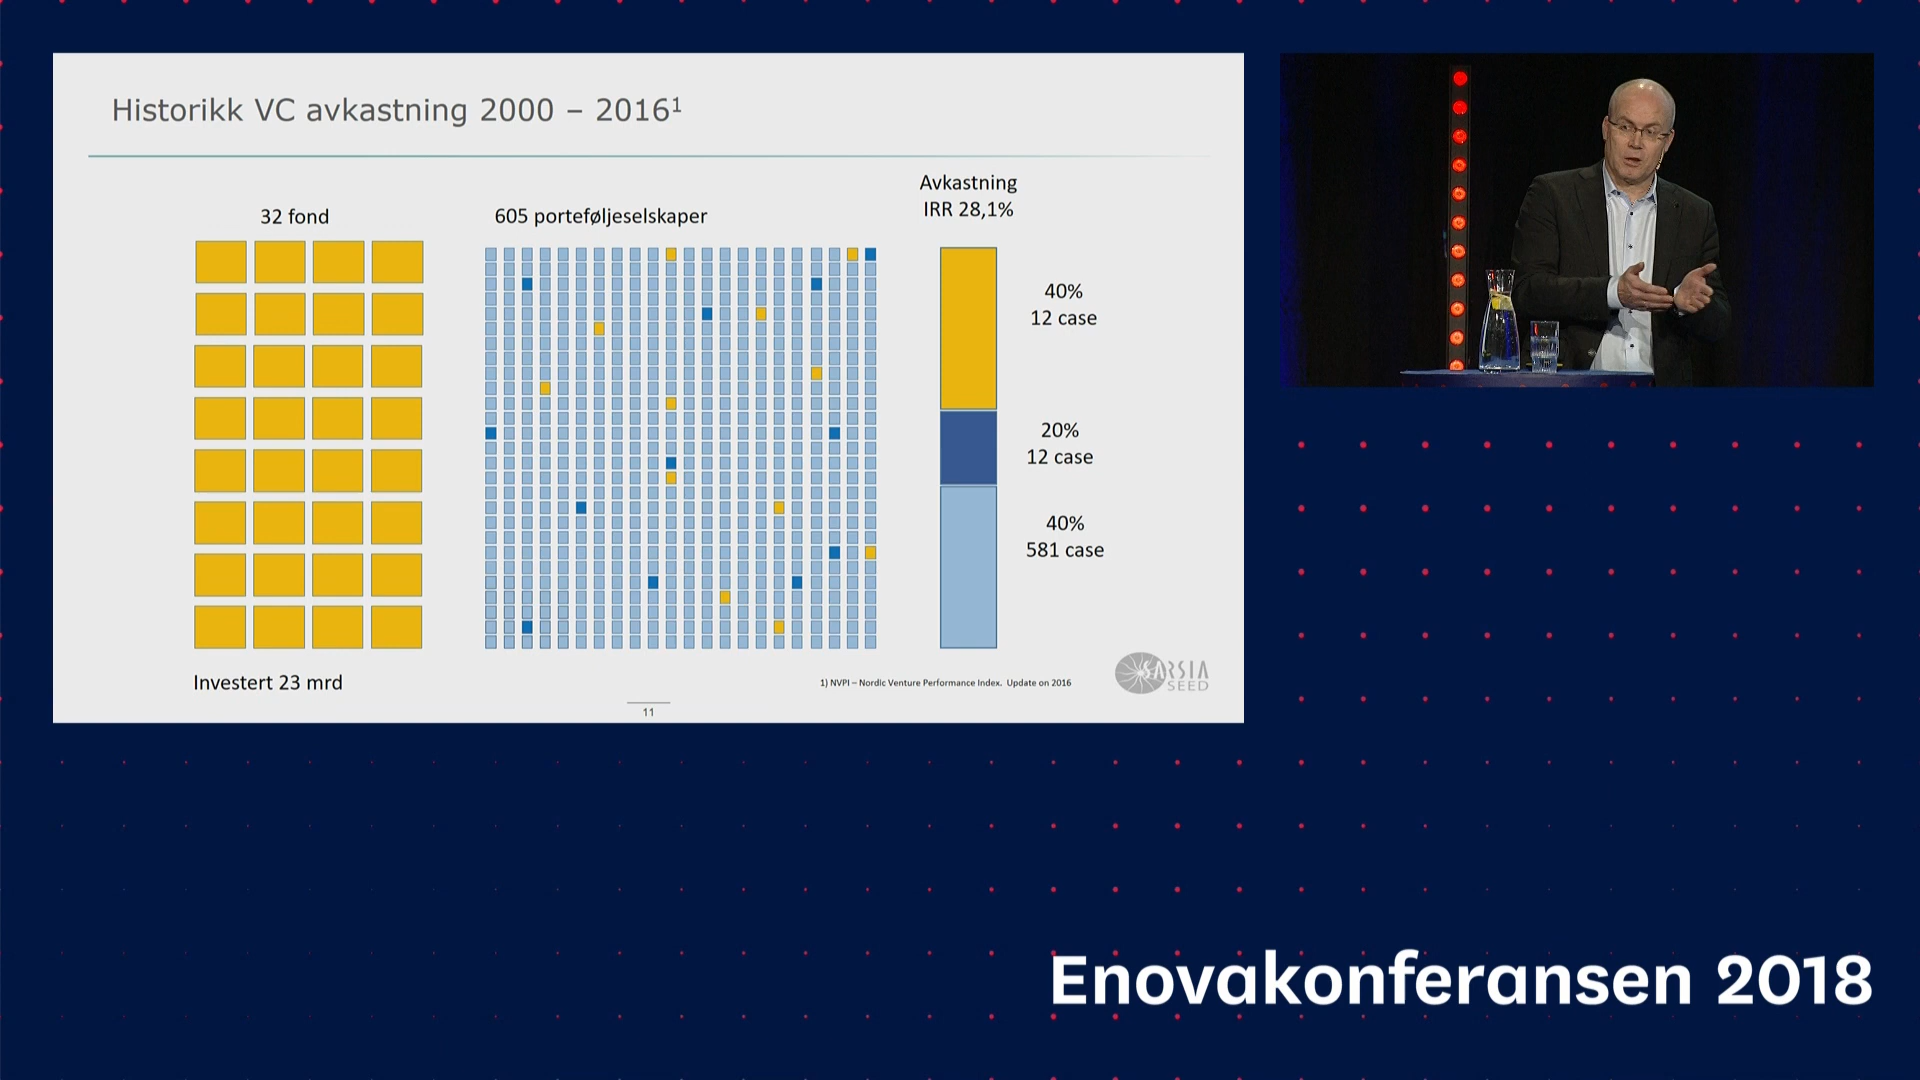 Historikk VC avkastning 2000 – 2016¹
32 fond
605 porteføljeselskaper
Avkastning
IRR 28,1%
40%
12 case
20%
12 case
40%
581 case
Investert 23 mrd
1) NVPI – Nordic Venture Performance Index. Update on 2016
SARSIA
SEED
11
Enovakonferansen 2018